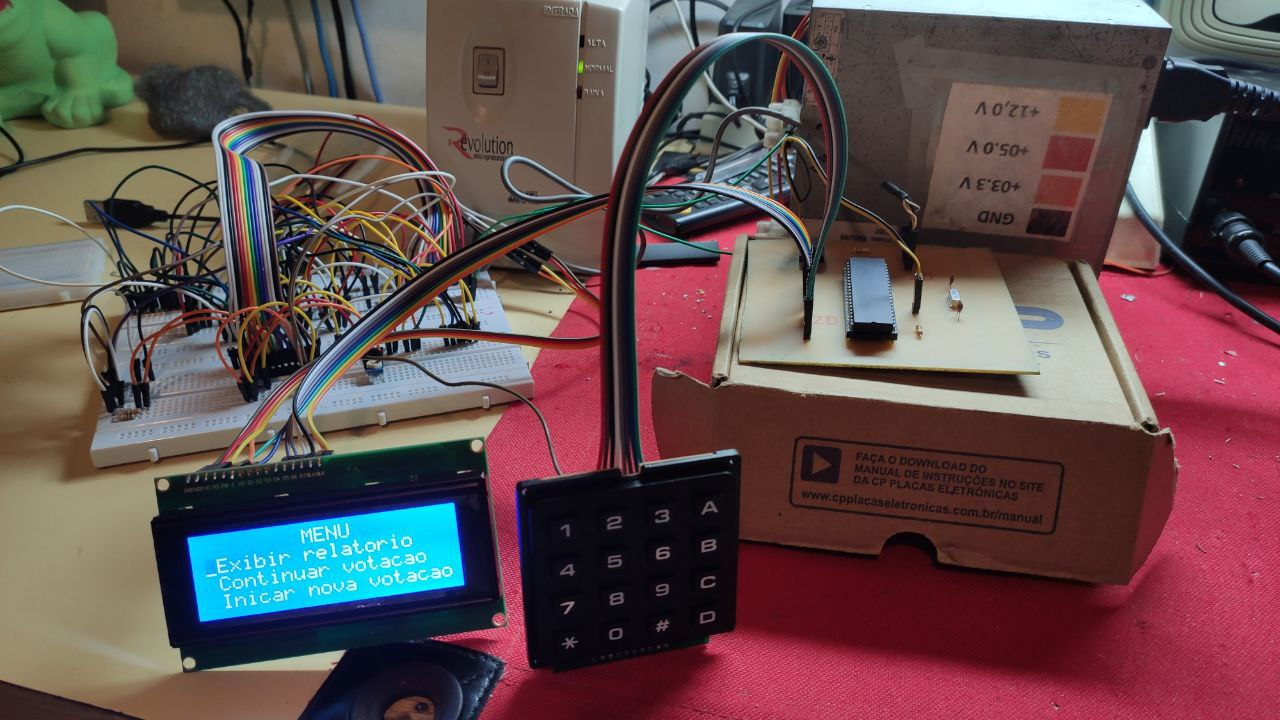 ENTRADA
ALTA
NORMAL
BAIXA
Revolution
+12,0 V
+05.0 V
+03.3 V
GND
FAÇA O DOWNLOAD DO
MANUAL DE INSTRUÇÕES NO SITE
DA CP PLACAS ELETRÔNICAS
www.cpplacaseletronicas.com.br/manual
MENU
_Exibir relatorio
Continuar votacao
Inicar nova votacao
1 2 3 A
4 5 6 B
7 8 9 C
* 0 # D